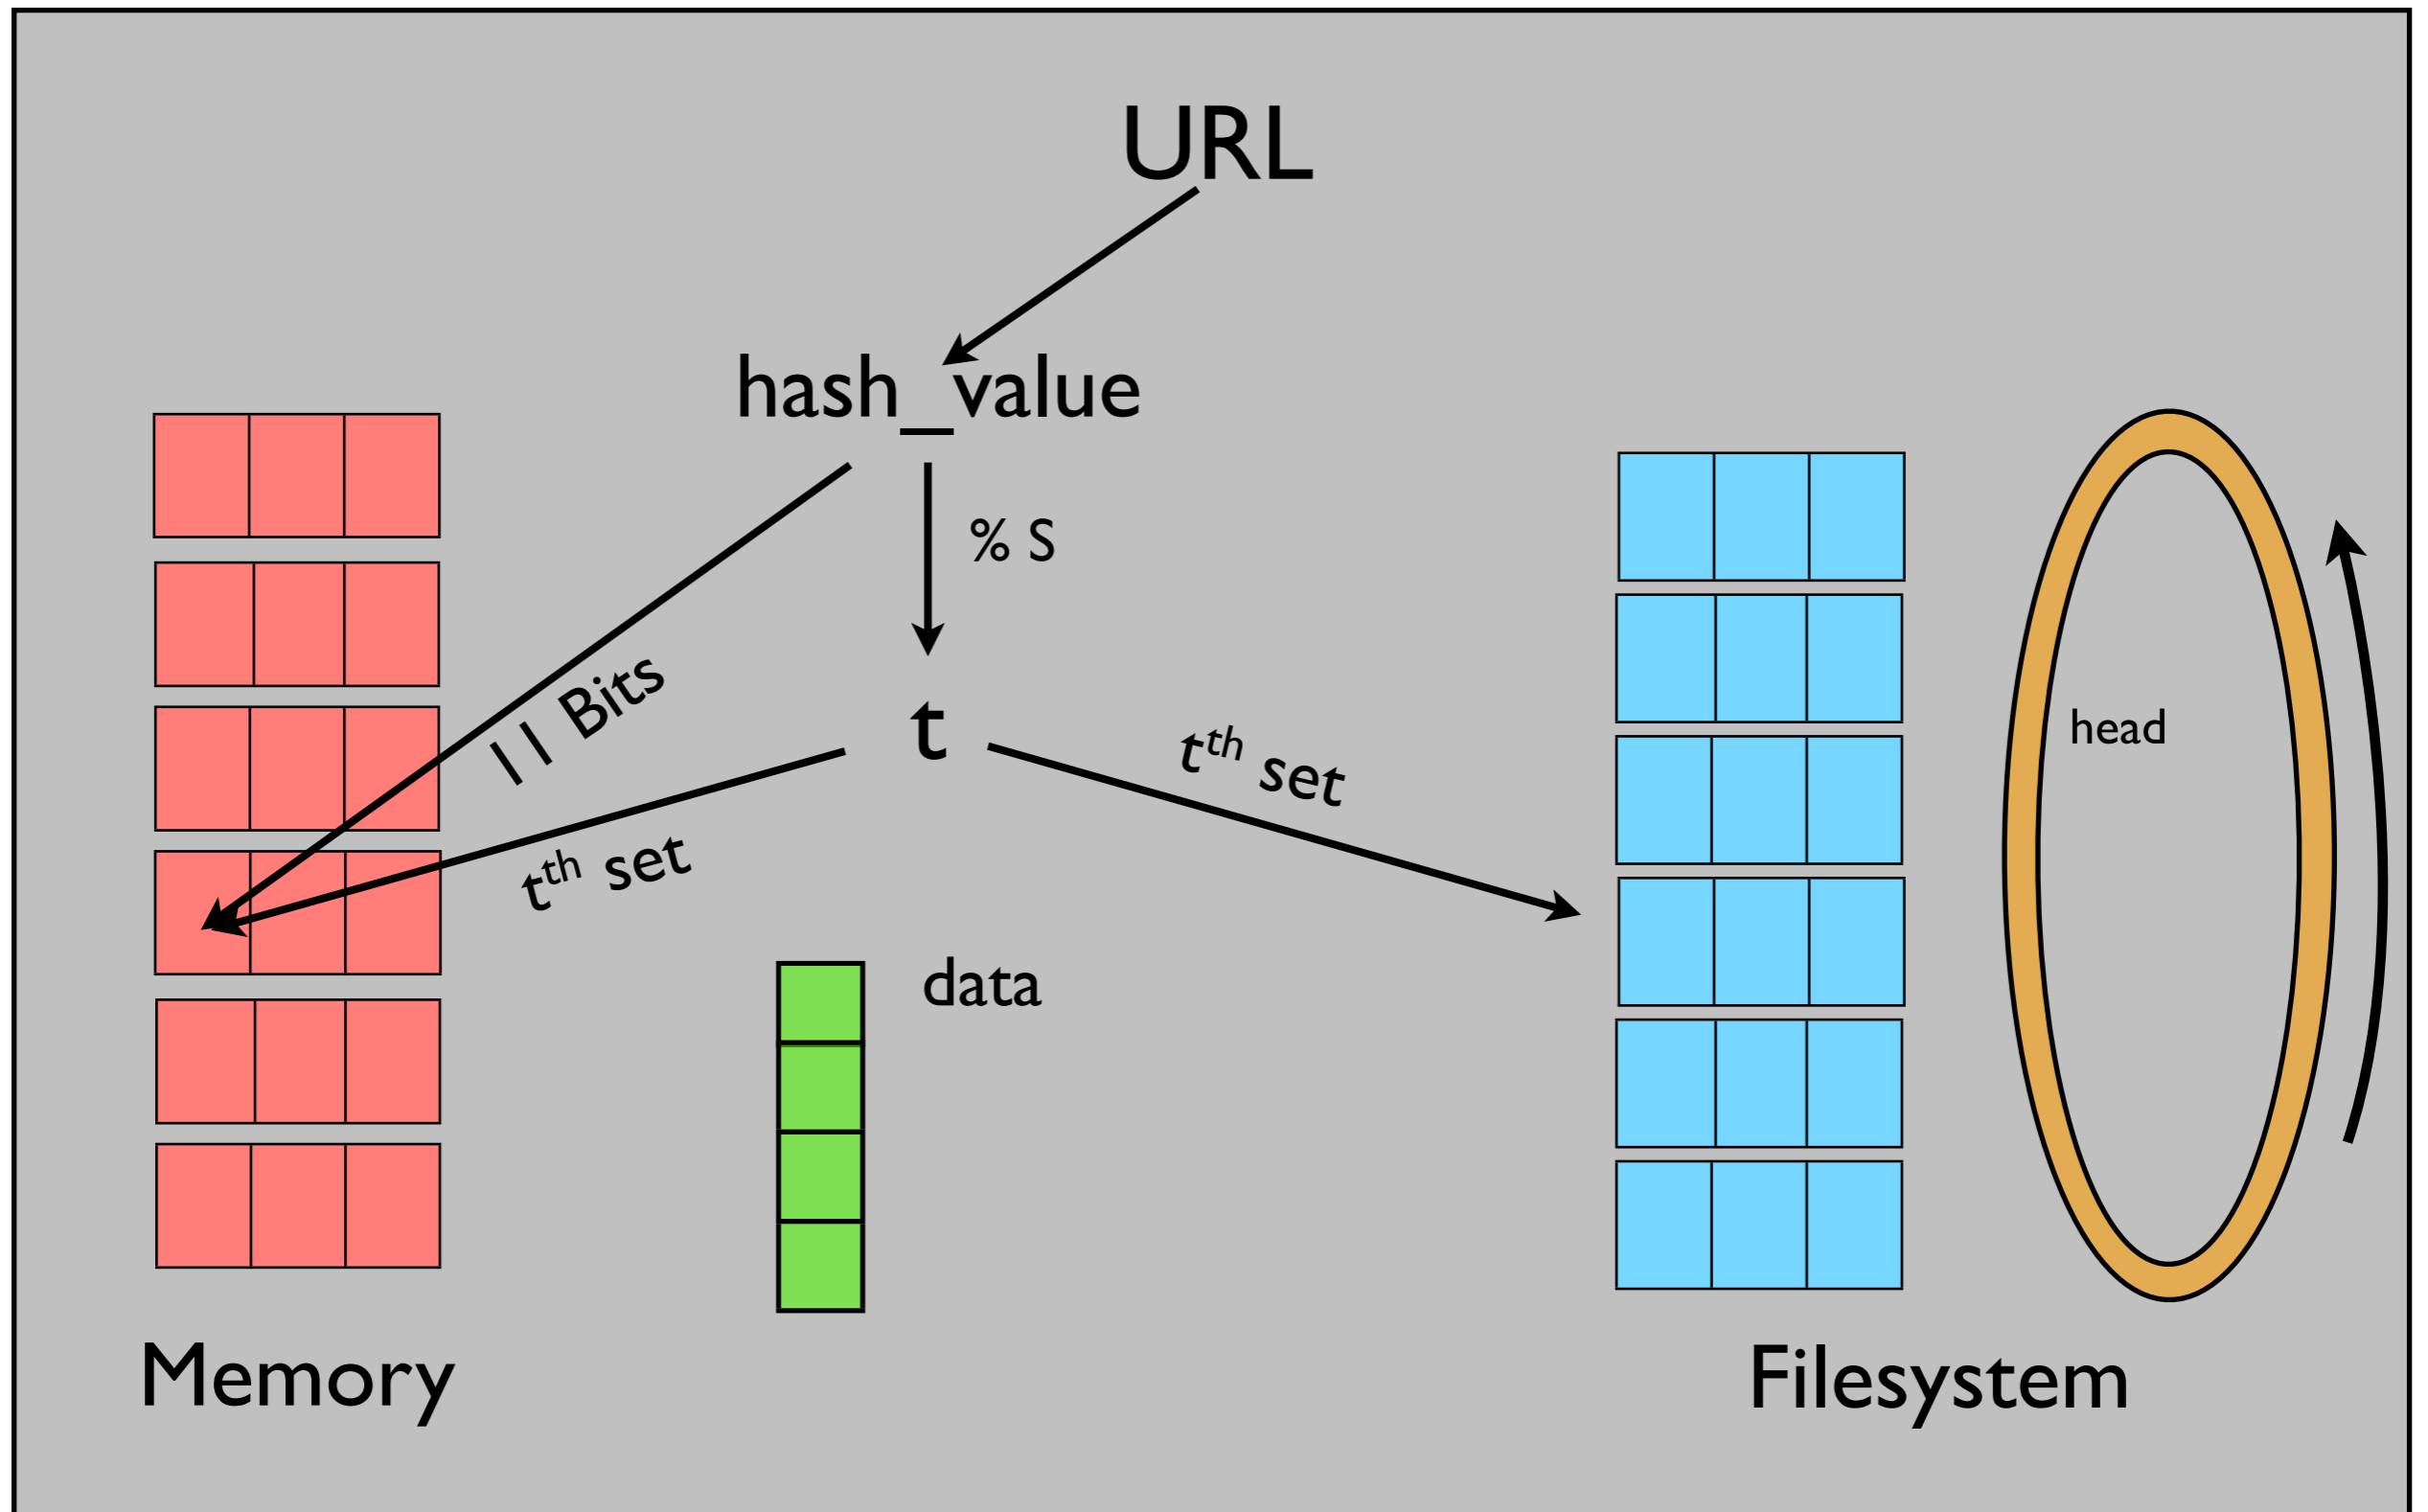 URL
hash_value
% S
11 Bits
t
tth set
tth set
head
data
Memory
Filesystem